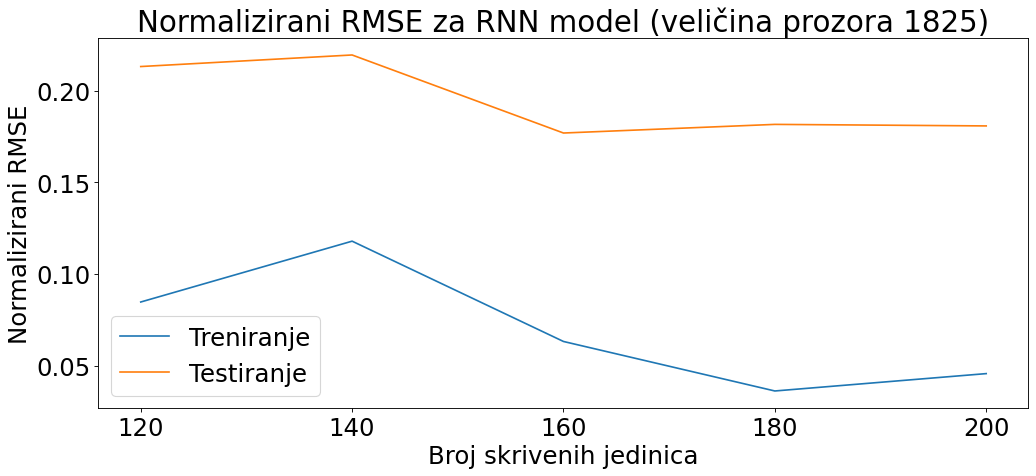 Normalizirani RMSE za RNN model (veličina prozora 1825)
Normalizirani RMSE
0.20
0.15
0.10
0.05
Treniranje
Testiranje
120 140 160 180 200
Broj skrivenih jedinica